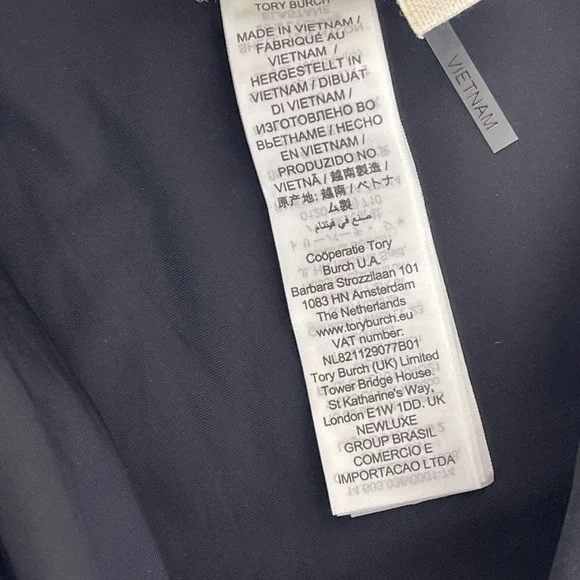 TORY BURCH
MADE IN VIETNAM /
FABRIQUÉ AU
VIETNAM /
HERGESTELLT IN
VIETNAM / DIBUAT
DI VIETNAM /
ИЗГОТОВЛЕНО ВО
ВЬЕТНАМЕ / HECHO
EN VIETNAM /
PRODUZIDO NO
VIETNÃ / 越南製造 /
原产地: 越南 / ベトナ
ム製
صنع في فيتنام
Coöperatie Tory
Burch U.A.
Barbara Strozzilaan 101
1083 HN Amsterdam
The Netherlands
www.toryburch.eu
VAT number:
NL821129077B01
Tory Burch (UK) Limited
Tower Bridge House.
St Katharine's Way.
London E1W 1DD. UK
NEWLUXE
GROUP BRASIL
COMERCIO E
IMPORTACAO LTDA
VIETNAM